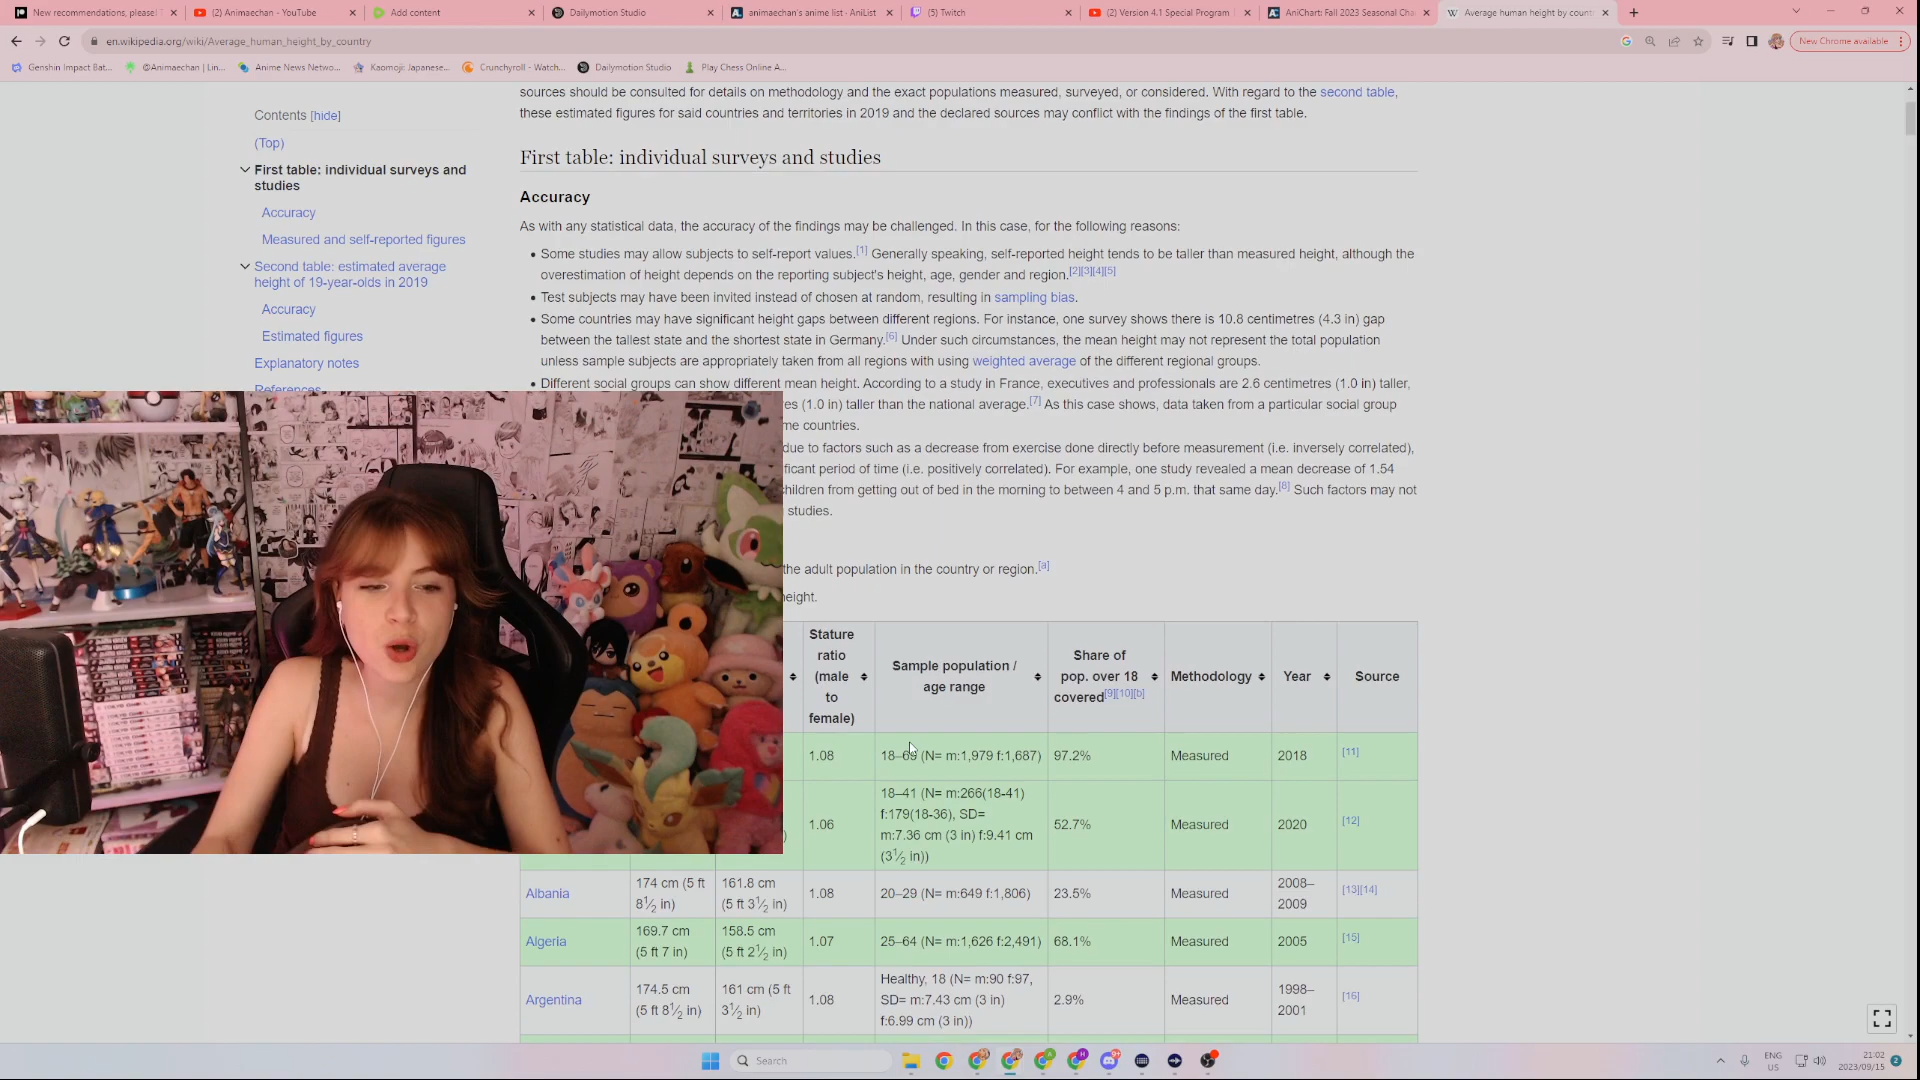 New recommendations, please!
(2) Animaechan - YouTube
Add content
Dailymotion Studio
animaechan's anime list · AniList
(5) Twitch
(2) Version 4.1 Special Program
AniChart: Fall 2023 Seasonal Cha
Average human height by count
en.wikipedia.org/wiki/Average_human_height_by_country
New Chrome available
Genshin Impact Bat...
@Animaechan | Lin...
Anime News Netwo...
Kaomoji: Japanese...
Crunchyroll - Watch...
Dailymotion Studio
Play Chess Online A...
Contents [hide]
(Top)
First table: individual surveys and
studies
Accuracy
Measured and self-reported figures
Second table: estimated average
height of 19-year-olds in 2019
Accuracy
Estimated figures
Explanatory notes
References
sources should be consulted for details on methodology and the exact populations measured, surveyed, or considered. With regard to the second table,
these estimated figures for said countries and territories in 2019 and the declared sources may conflict with the findings of the first table.
First table: individual surveys and studies
Accuracy
As with any statistical data, the accuracy of the findings may be challenged. In this case, for the following reasons:
• Some studies may allow subjects to self-report values.[1] Generally speaking, self-reported height tends to be taller than measured height, although the
overestimation of height depends on the reporting subject's height, age, gender and region.[2][3][4][5]
• Test subjects may have been invited instead of chosen at random, resulting in sampling bias.
• Some countries may have significant height gaps between different regions. For instance, one survey shows there is 10.8 centimetres (4.3 in) gap
between the tallest state and the shortest state in Germany.[6] Under such circumstances, the mean height may not represent the total population
unless sample subjects are appropriately taken from all regions with using weighted average of the different regional groups.
• Different social groups can show different mean height. According to a study in France, executives and professionals are 2.6 centimetres (1.0 in) taller,
es (1.0 in) taller than the national average.[7] As this case shows, data taken from a particular social group
me countries.
due to factors such as a decrease from exercise done directly before measurement (i.e. inversely correlated),
ficant period of time (i.e. positively correlated). For example, one study revealed a mean decrease of 1.54
children from getting out of bed in the morning to between 4 and 5 p.m. that same day.[8] Such factors may not
studies.
the adult population in the country or region.[a]
eight.
Stature ratio (male to female)
Sample population / age range
Share of pop. over 18 covered[9][10][b]
Methodology
Year
Source
1.08 18–69 (N= m:1,979 f:1,687) 97.2% Measured 2018 [11]
1.06 18–41 (N= m:266(18-41) f:179(18-36), SD= m:7.36 cm (3 in) f:9.41 cm (3 1⁄2 in)) 52.7% Measured 2020 [12]
Albania 174 cm (5 ft 8 1⁄2 in) 161.8 cm (5 ft 3 1⁄2 in) 1.08 20–29 (N= m:649 f:1,806) 23.5% Measured 2008–2009 [13][14]
Algeria 169.7 cm (5 ft 7 in) 158.5 cm (5 ft 2 1⁄2 in) 1.07 25–64 (N= m:1,626 f:2,491) 68.1% Measured 2005 [15]
Argentina 174.5 cm (5 ft 8 1⁄2 in) 161 cm (5 ft 3 1⁄2 in) 1.08 Healthy, 18 (N= m:90 f:97, SD= m:7.43 cm (3 in) f:6.99 cm (3 in)) 2.9% Measured 1998–2001 [16]
Search
ENG
US
21:02
2023/09/15
2